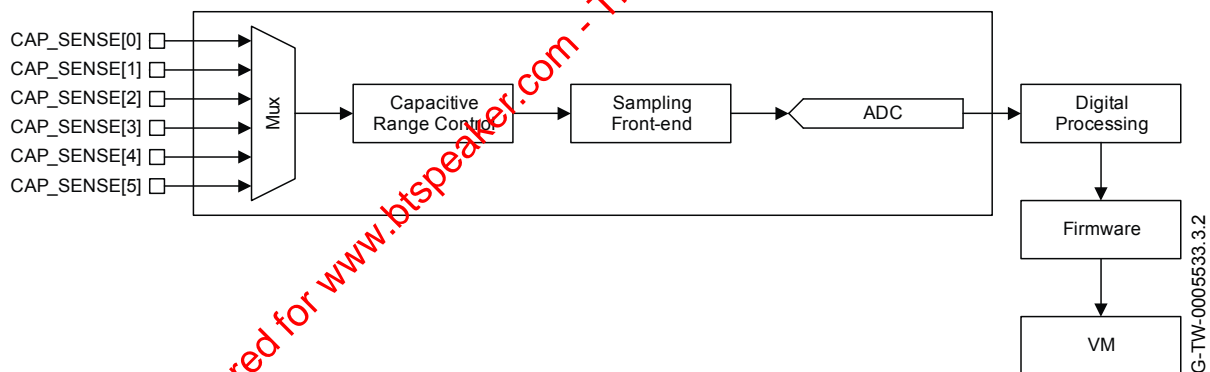 CAP_SENSE[0]
CAP_SENSE[1]
CAP_SENSE[2]
CAP_SENSE[3]
CAP_SENSE[4]
CAP_SENSE[5]
Mux
Capacitive
Range Control
Sampling
Front-end
ADC
Digital
Processing
Firmware
VM
G-TW-0005533.3.2
red for www.btspeaker.com -